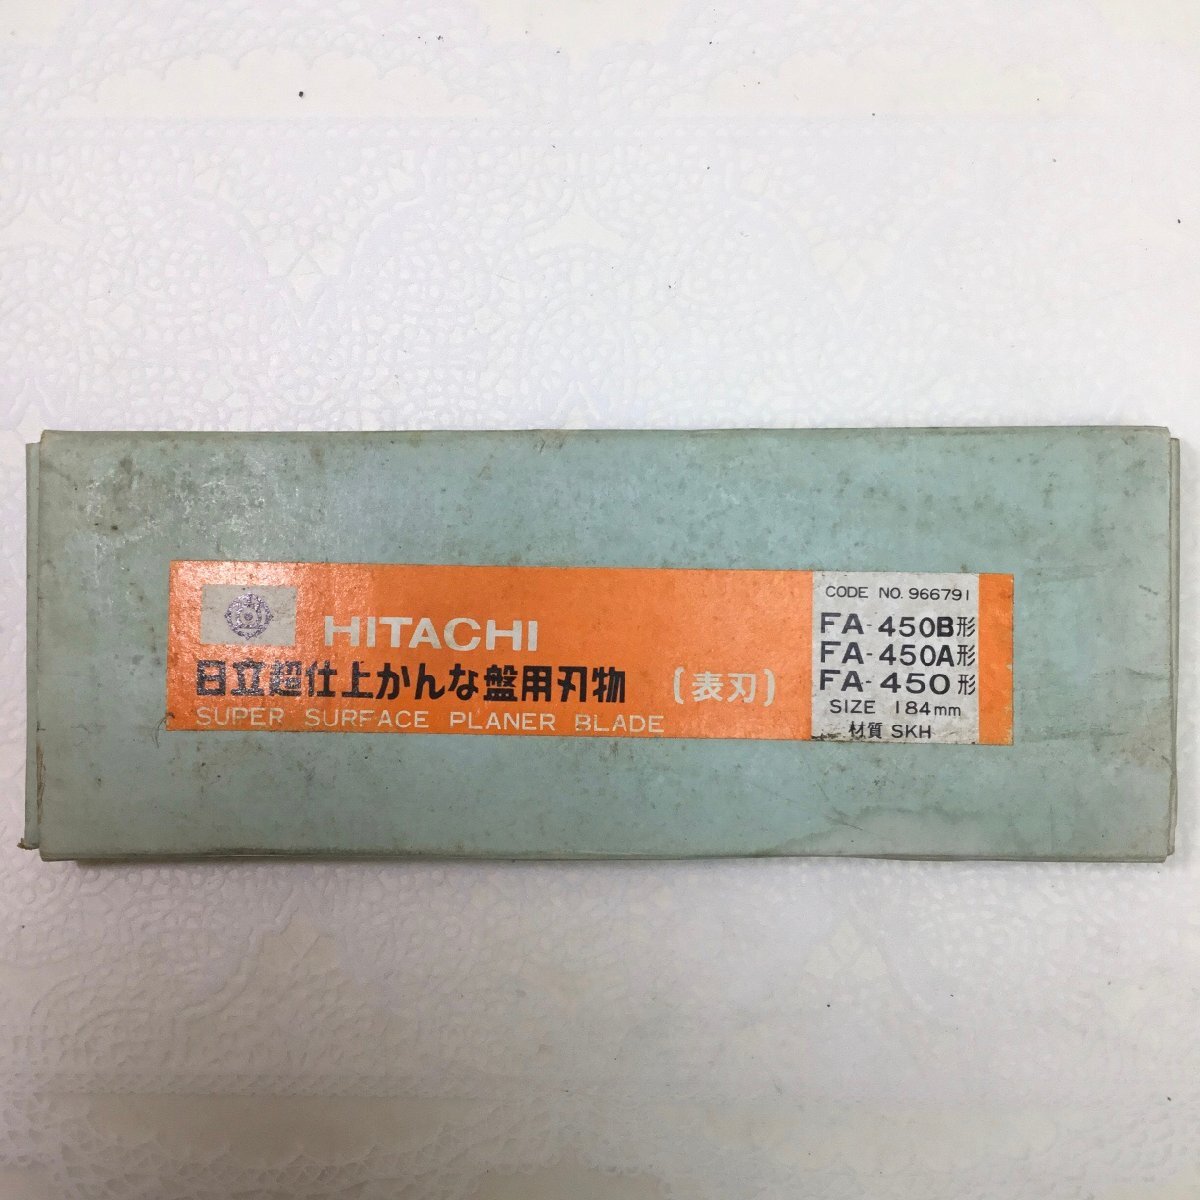 HITACHI
日立超仕上かんな盤用刃物 〔表刃〕
SUPER SURFACE PLANER BLADE
CODE NO. 966791
FA-450B形
FA-450A形
FA-450形
SIZE 184mm
材質 SKH